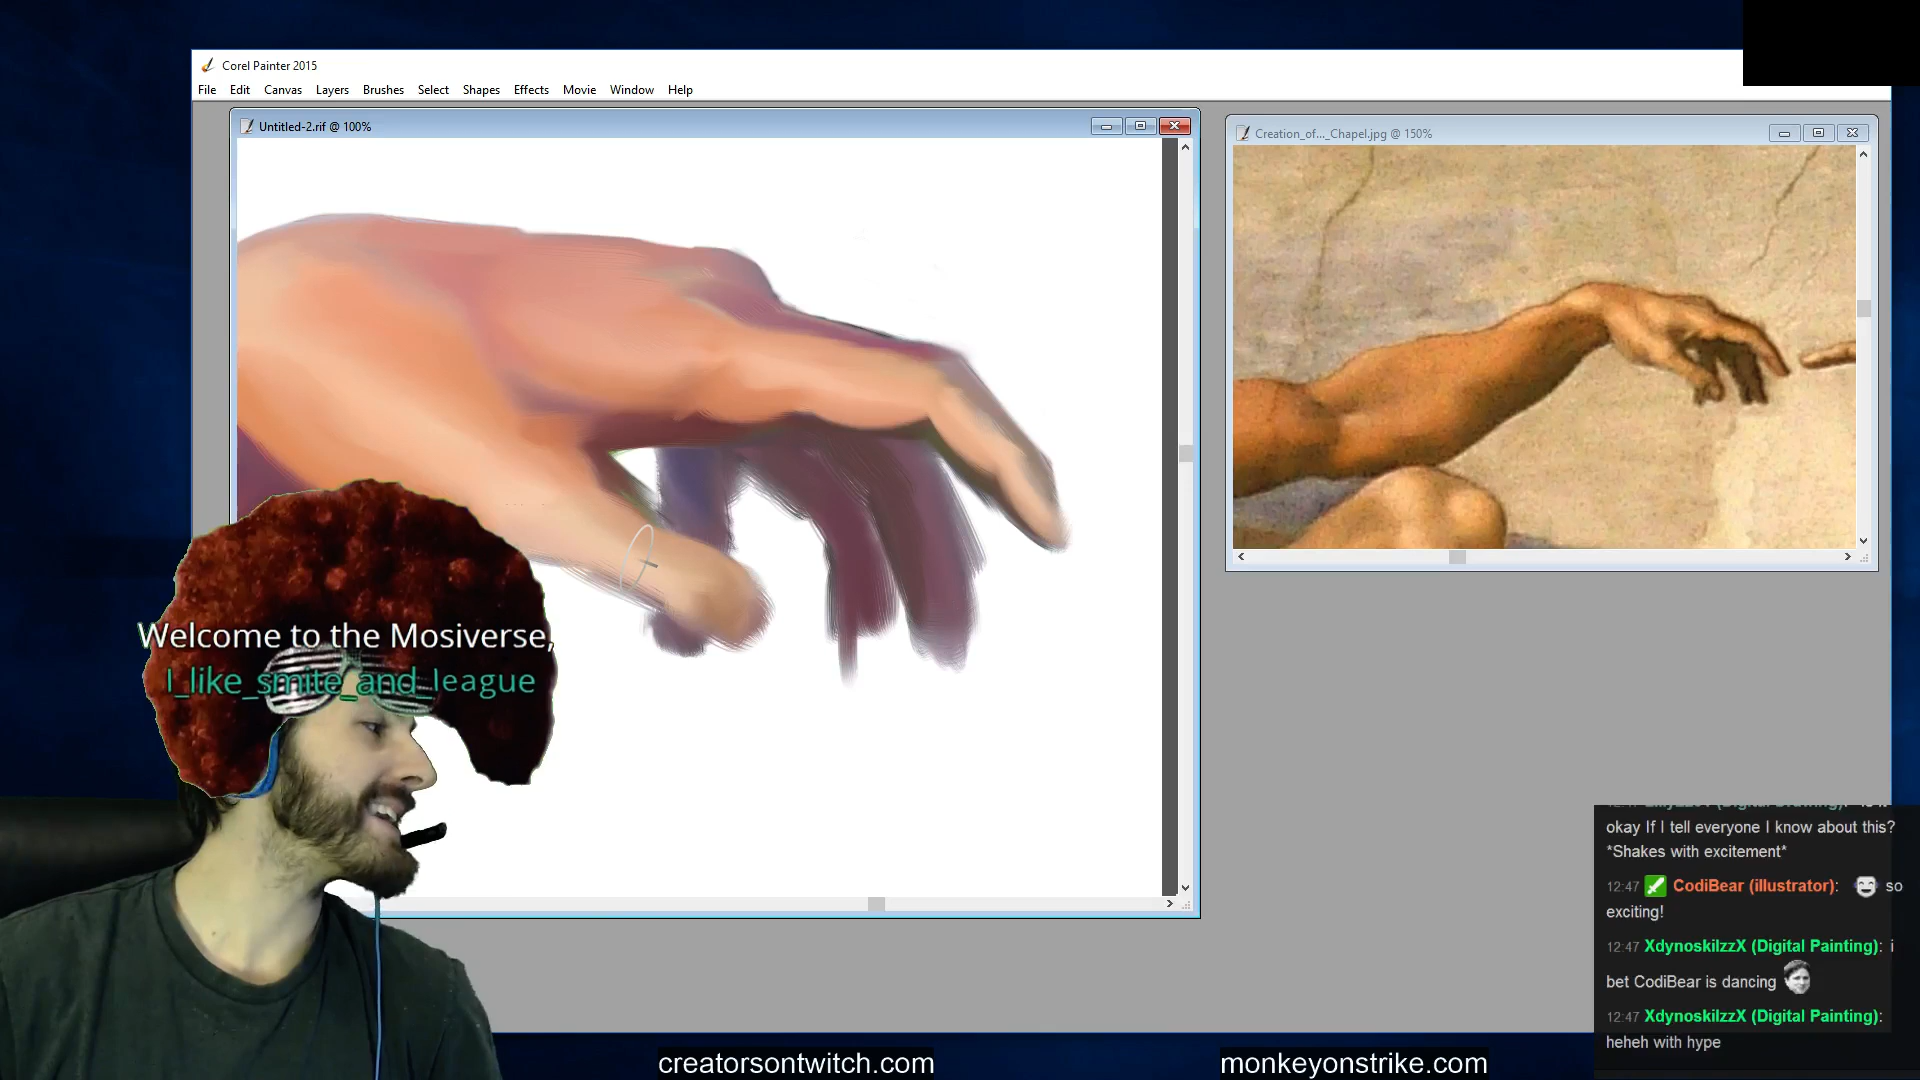 Corel Painter 2015
File Edit Canvas Layers Brushes Select Shapes Effects Movie Window Help
Untitled-2.rif @ 100%
Creation_of..._Chapel.jpg @ 150%
Welcome to the Mosiverse,
I_like_smite_and_league
okay If I tell everyone I know about this?
*Shakes with excitement*
12:47 CodiBear (illustrator): so
exciting!
12:47 XdynoskilzzX (Digital Painting): i
bet CodiBear is dancing
12:47 XdynoskilzzX (Digital Painting):
heheh with hype
creatorsontwitch.com
monkeyonstrike.com